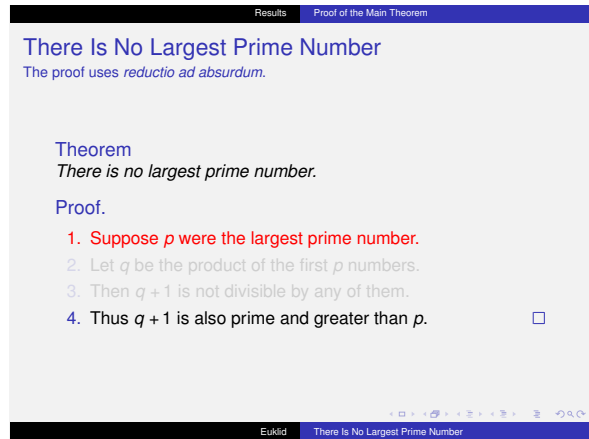 Results Proof of the Main Theorem
There Is No Largest Prime Number
The proof uses reductio ad absurdum.
Theorem
There is no largest prime number.
Proof.
1. Suppose p were the largest prime number.
2. Let q be the product of the first p numbers.
3. Then q + 1 is not divisible by any of them.
4. Thus q + 1 is also prime and greater than p.
Euklid There Is No Largest Prime Number